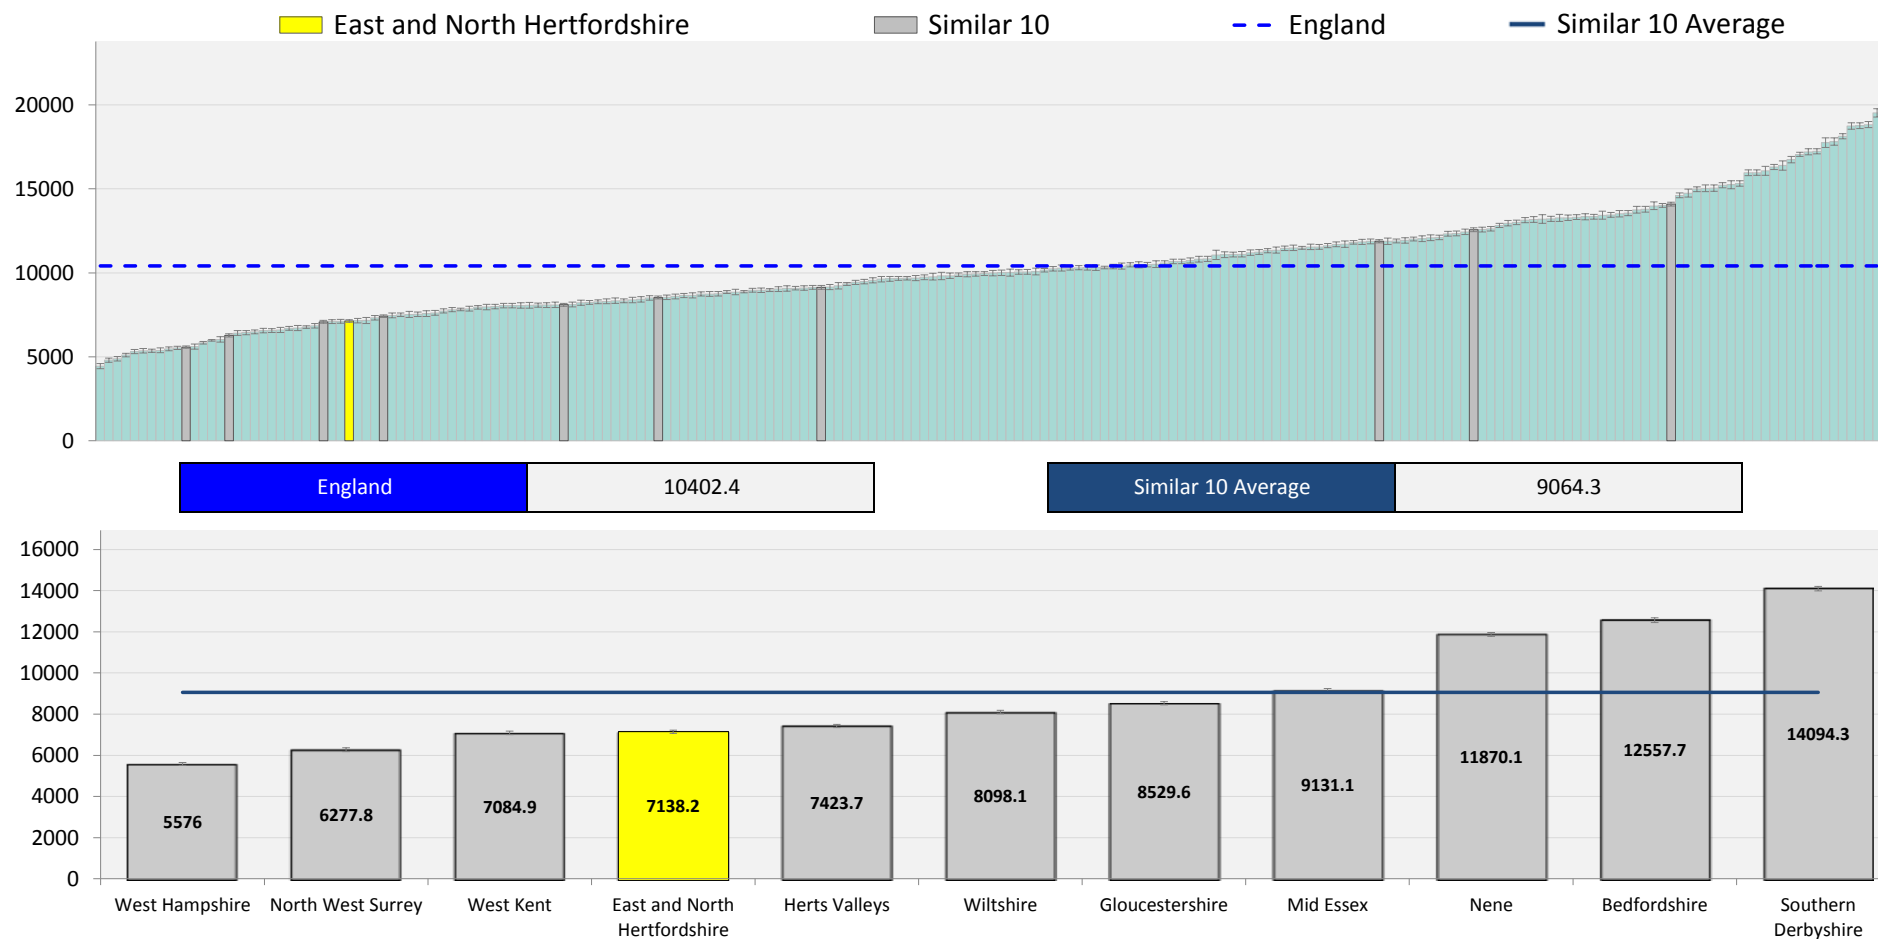 East and North Hertfordshire
Similar 10
England
Similar 10 Average
20000
15000
10000
5000
0
England
10402.4
Similar 10 Average
9064.3
16000
14000
12000
10000
8000
6000
4000
2000
0
5576
6277.8
7084.9
7138.2
7423.7
8098.1
8529.6
9131.1
11870.1
12557.7
14094.3
West Hampshire
North West Surrey
West Kent
East and North
Hertfordshire
Herts Valleys
Wiltshire
Gloucestershire
Mid Essex
Nene
Bedfordshire
Southern
Derbyshire